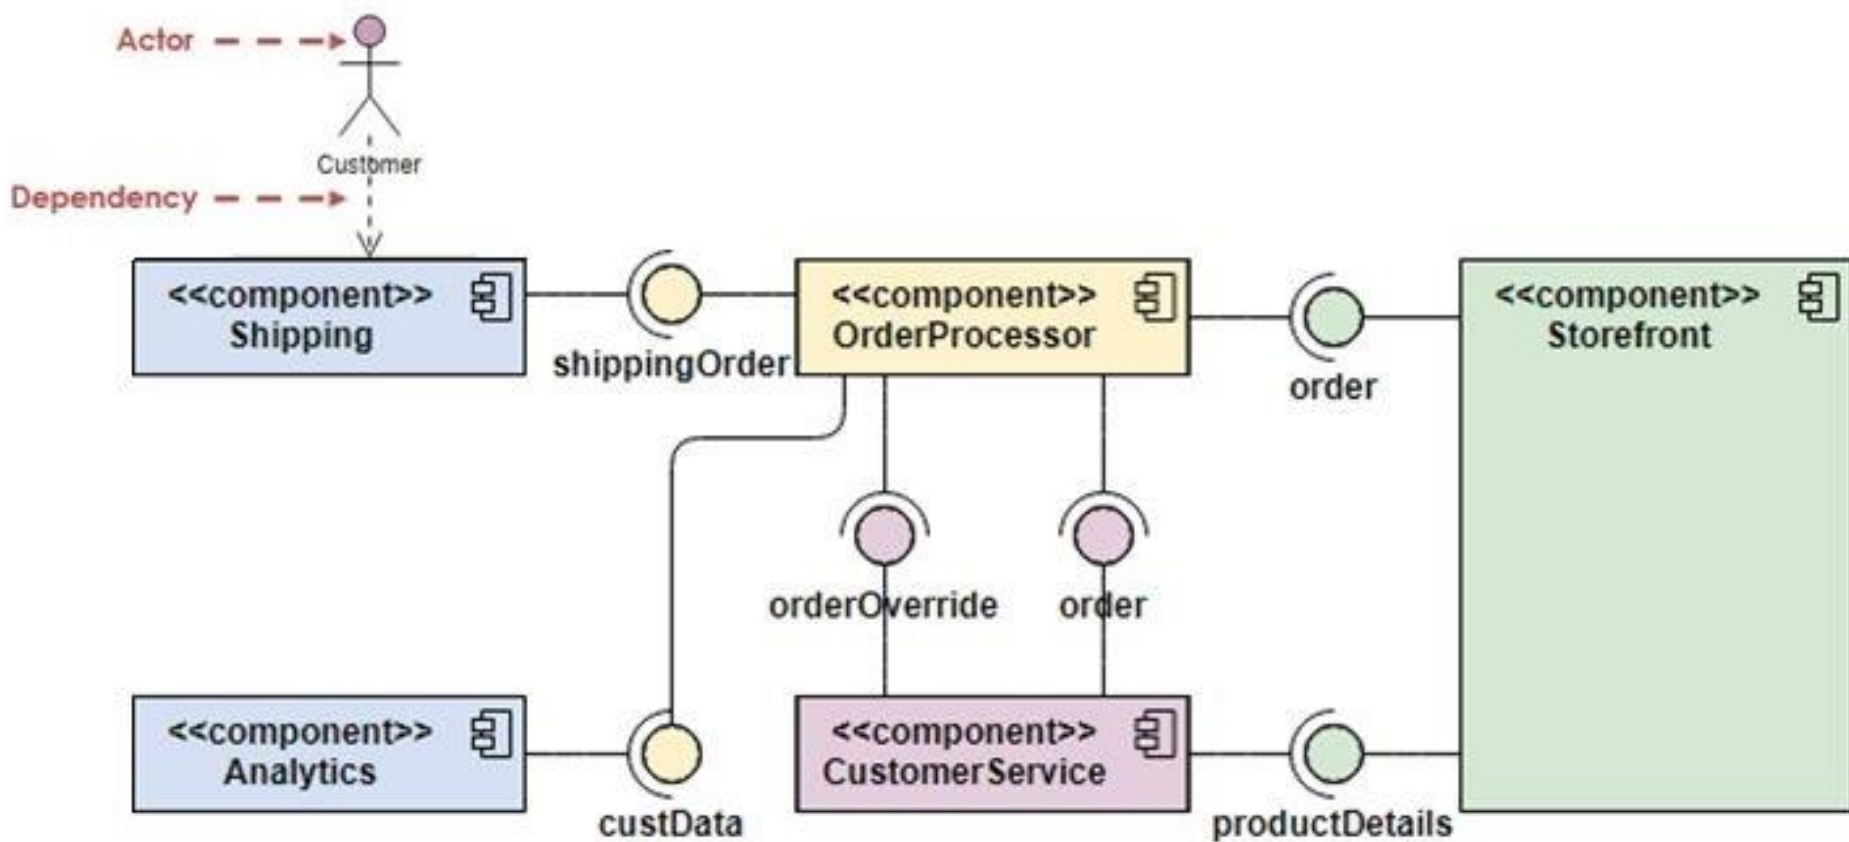 Actor
Customer
Dependency
<<component>>
Shipping
shippingOrder
<<component>>
OrderProcessor
order
<<component>>
Storefront
orderOverride
order
<<component>>
Analytics
custData
<<component>>
CustomerService
productDetails